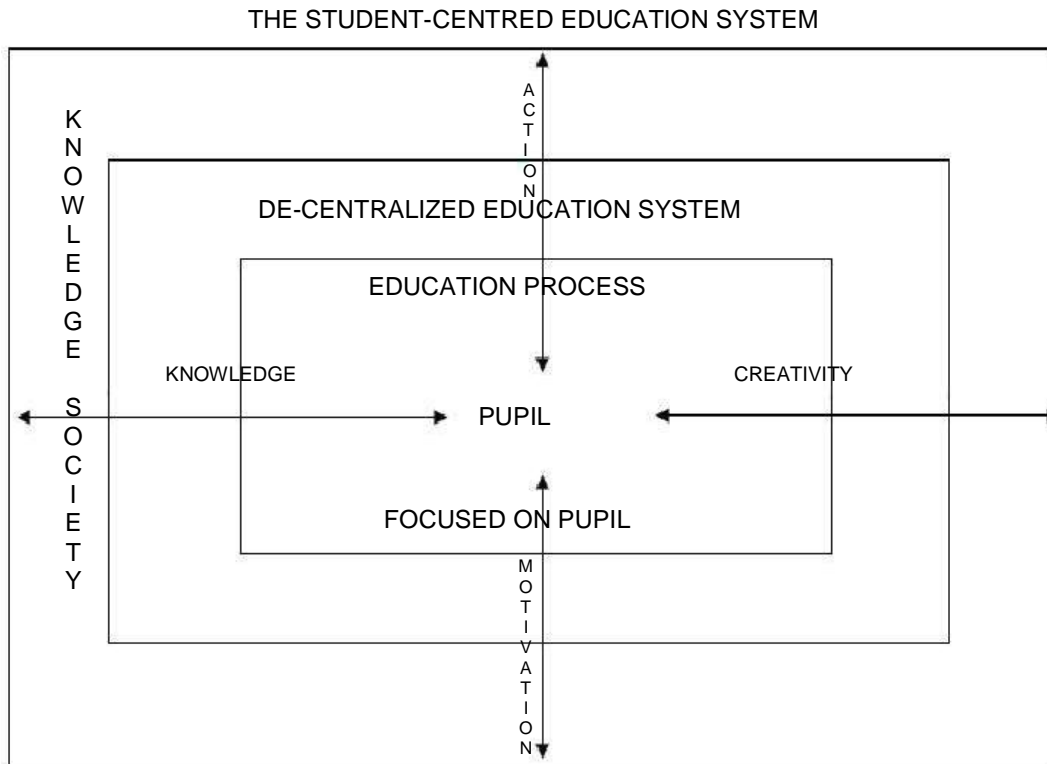 THE STUDENT-CENTRED EDUCATION SYSTEM
ACTION
KNOWLEDGE SOCIETY
DE-CENTRALIZED EDUCATION SYSTEM
EDUCATION PROCESS
KNOWLEDGE
CREATIVITY
PUPIL
FOCUSED ON PUPIL
MOTIVATION